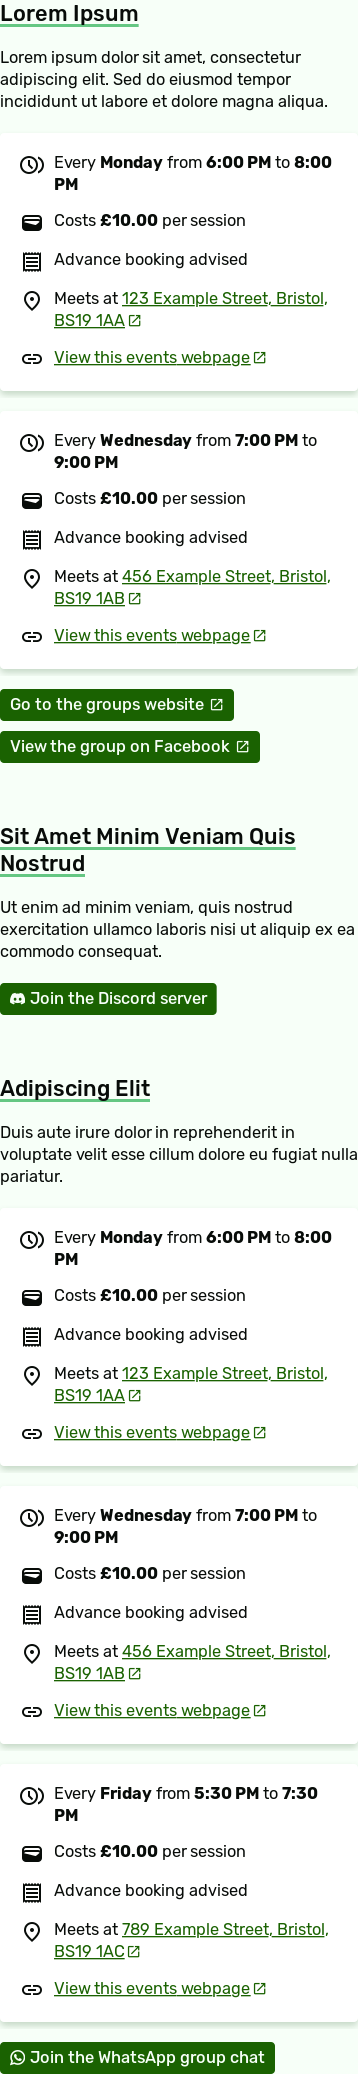 Lorem Ipsum
Lorem ipsum dolor sit amet, consectetur
adipiscing elit. Sed do eiusmod tempor
incididunt ut labore et dolore magna aliqua.
Every Monday from 6:00 PM to 8:00
PM
Costs £10.00 per session
Advance booking advised
Meets at 123 Example Street, Bristol,
BS19 1AA
View this events webpage
Every Wednesday from 7:00 PM to
9:00 PM
Costs £10.00 per session
Advance booking advised
Meets at 456 Example Street, Bristol,
BS19 1AB
View this events webpage
Go to the groups website
View the group on Facebook
Sit Amet Minim Veniam Quis
Nostrud
Ut enim ad minim veniam, quis nostrud
exercitation ullamco laboris nisi ut aliquip ex ea
commodo consequat.
Join the Discord server
Adipiscing Elit
Duis aute irure dolor in reprehenderit in
voluptate velit esse cillum dolore eu fugiat nulla
pariatur.
Every Monday from 6:00 PM to 8:00
PM
Costs £10.00 per session
Advance booking advised
Meets at 123 Example Street, Bristol,
BS19 1AA
View this events webpage
Every Wednesday from 7:00 PM to
9:00 PM
Costs £10.00 per session
Advance booking advised
Meets at 456 Example Street, Bristol,
BS19 1AB
View this events webpage
Every Friday from 5:30 PM to 7:30
PM
Costs £10.00 per session
Advance booking advised
Meets at 789 Example Street, Bristol,
BS19 1AC
View this events webpage
Join the WhatsApp group chat